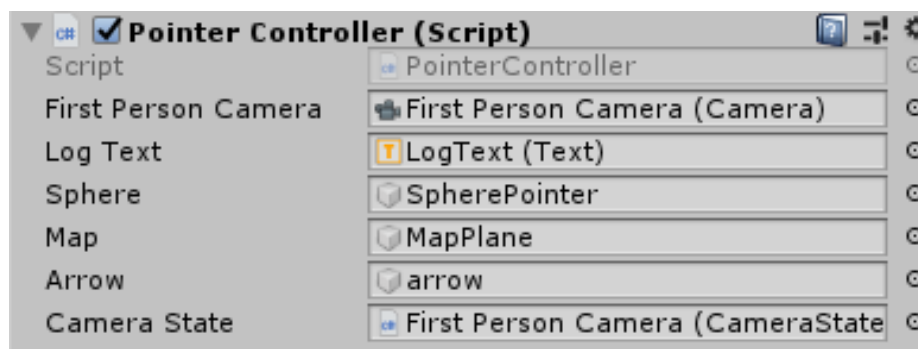 Pointer Controller (Script)
Script PointerController
First Person Camera First Person Camera (Camera)
Log Text LogText (Text)
Sphere SpherePointer
Map MapPlane
Arrow arrow
Camera State First Person Camera (CameraState